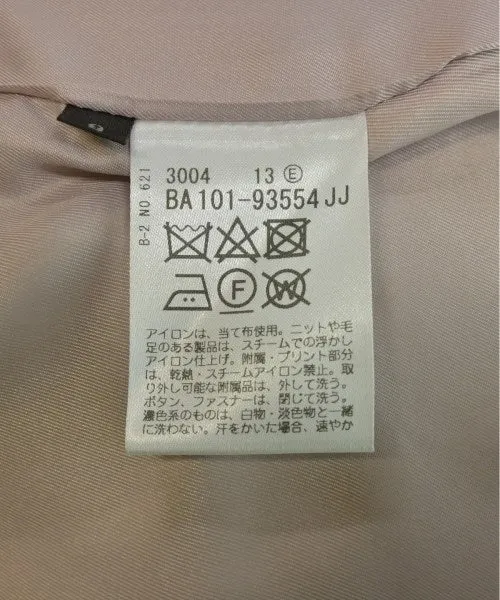 3004 13 Ⓔ
BA101-93554JJ
B-2 NO. 621
F
W
アイロンは、当て布使用。ニットや毛
足のある製品は、スチームでの浮かし
アイロン仕上げ。附属・プリント部分
は、乾熱・スチームアイロン禁止。取
り外し可能な附属品は、外して洗う。
ボタン、ファスナーは、閉じて洗う。
濃色系のものは、白物・淡色物と一緒
に洗わない。汗をかいた場合、速やか